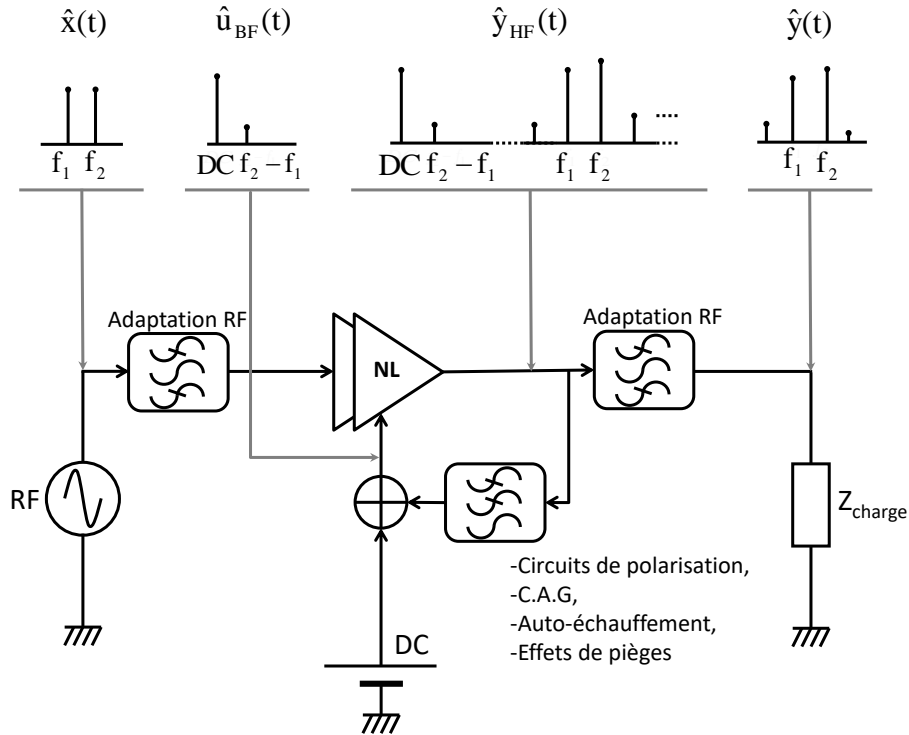 x̂(t) û_BF(t) ŷ_HF(t) ŷ(t)
f₁ f₂ DC f₂ − f₁ DC f₂ − f₁ f₁ f₂ f₁ f₂
Adaptation RF
Adaptation RF
NL
RF
Z_charge
-Circuits de polarisation,
-C.A.G,
-Auto-échauffement,
-Effets de pièges
DC